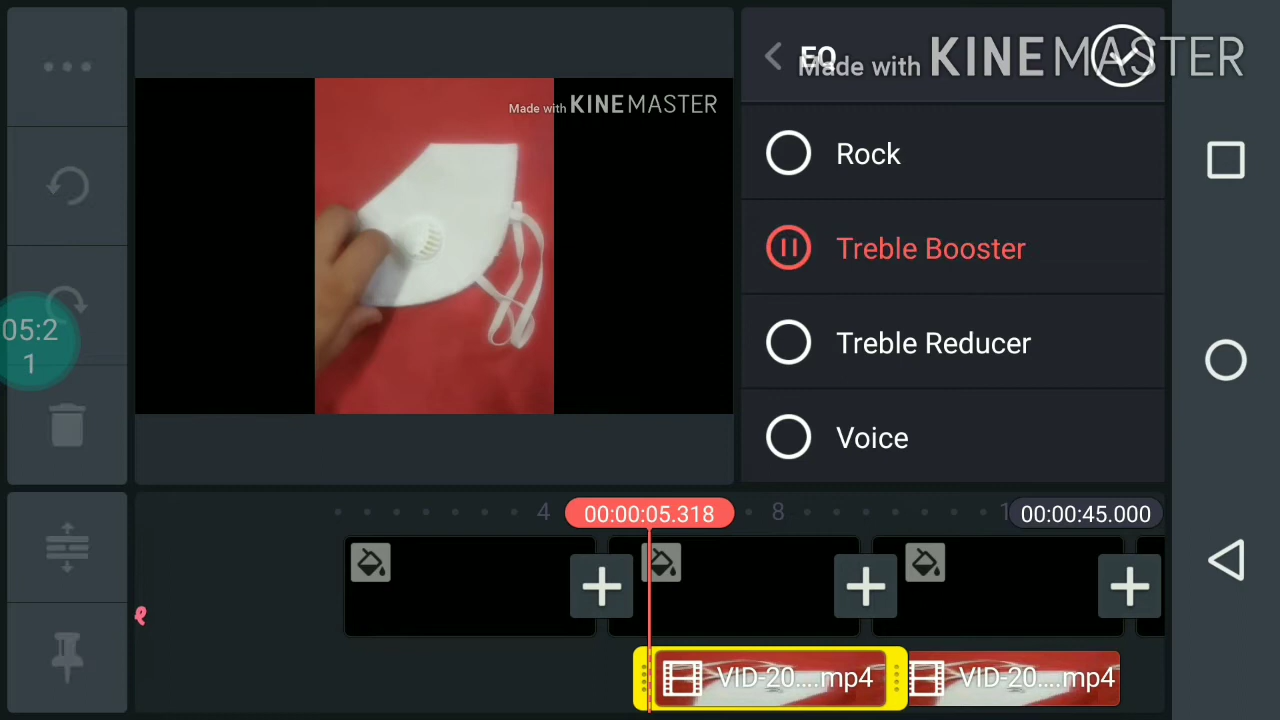 EQ
Made with KINEMASTER
Made with KINEMASTER
Rock
Treble Booster
Treble Reducer
Voice
05:2
1
4
00:00:05.318
8
1
00:00:45.000
e
VID-20....mp4
VID-20....mp4